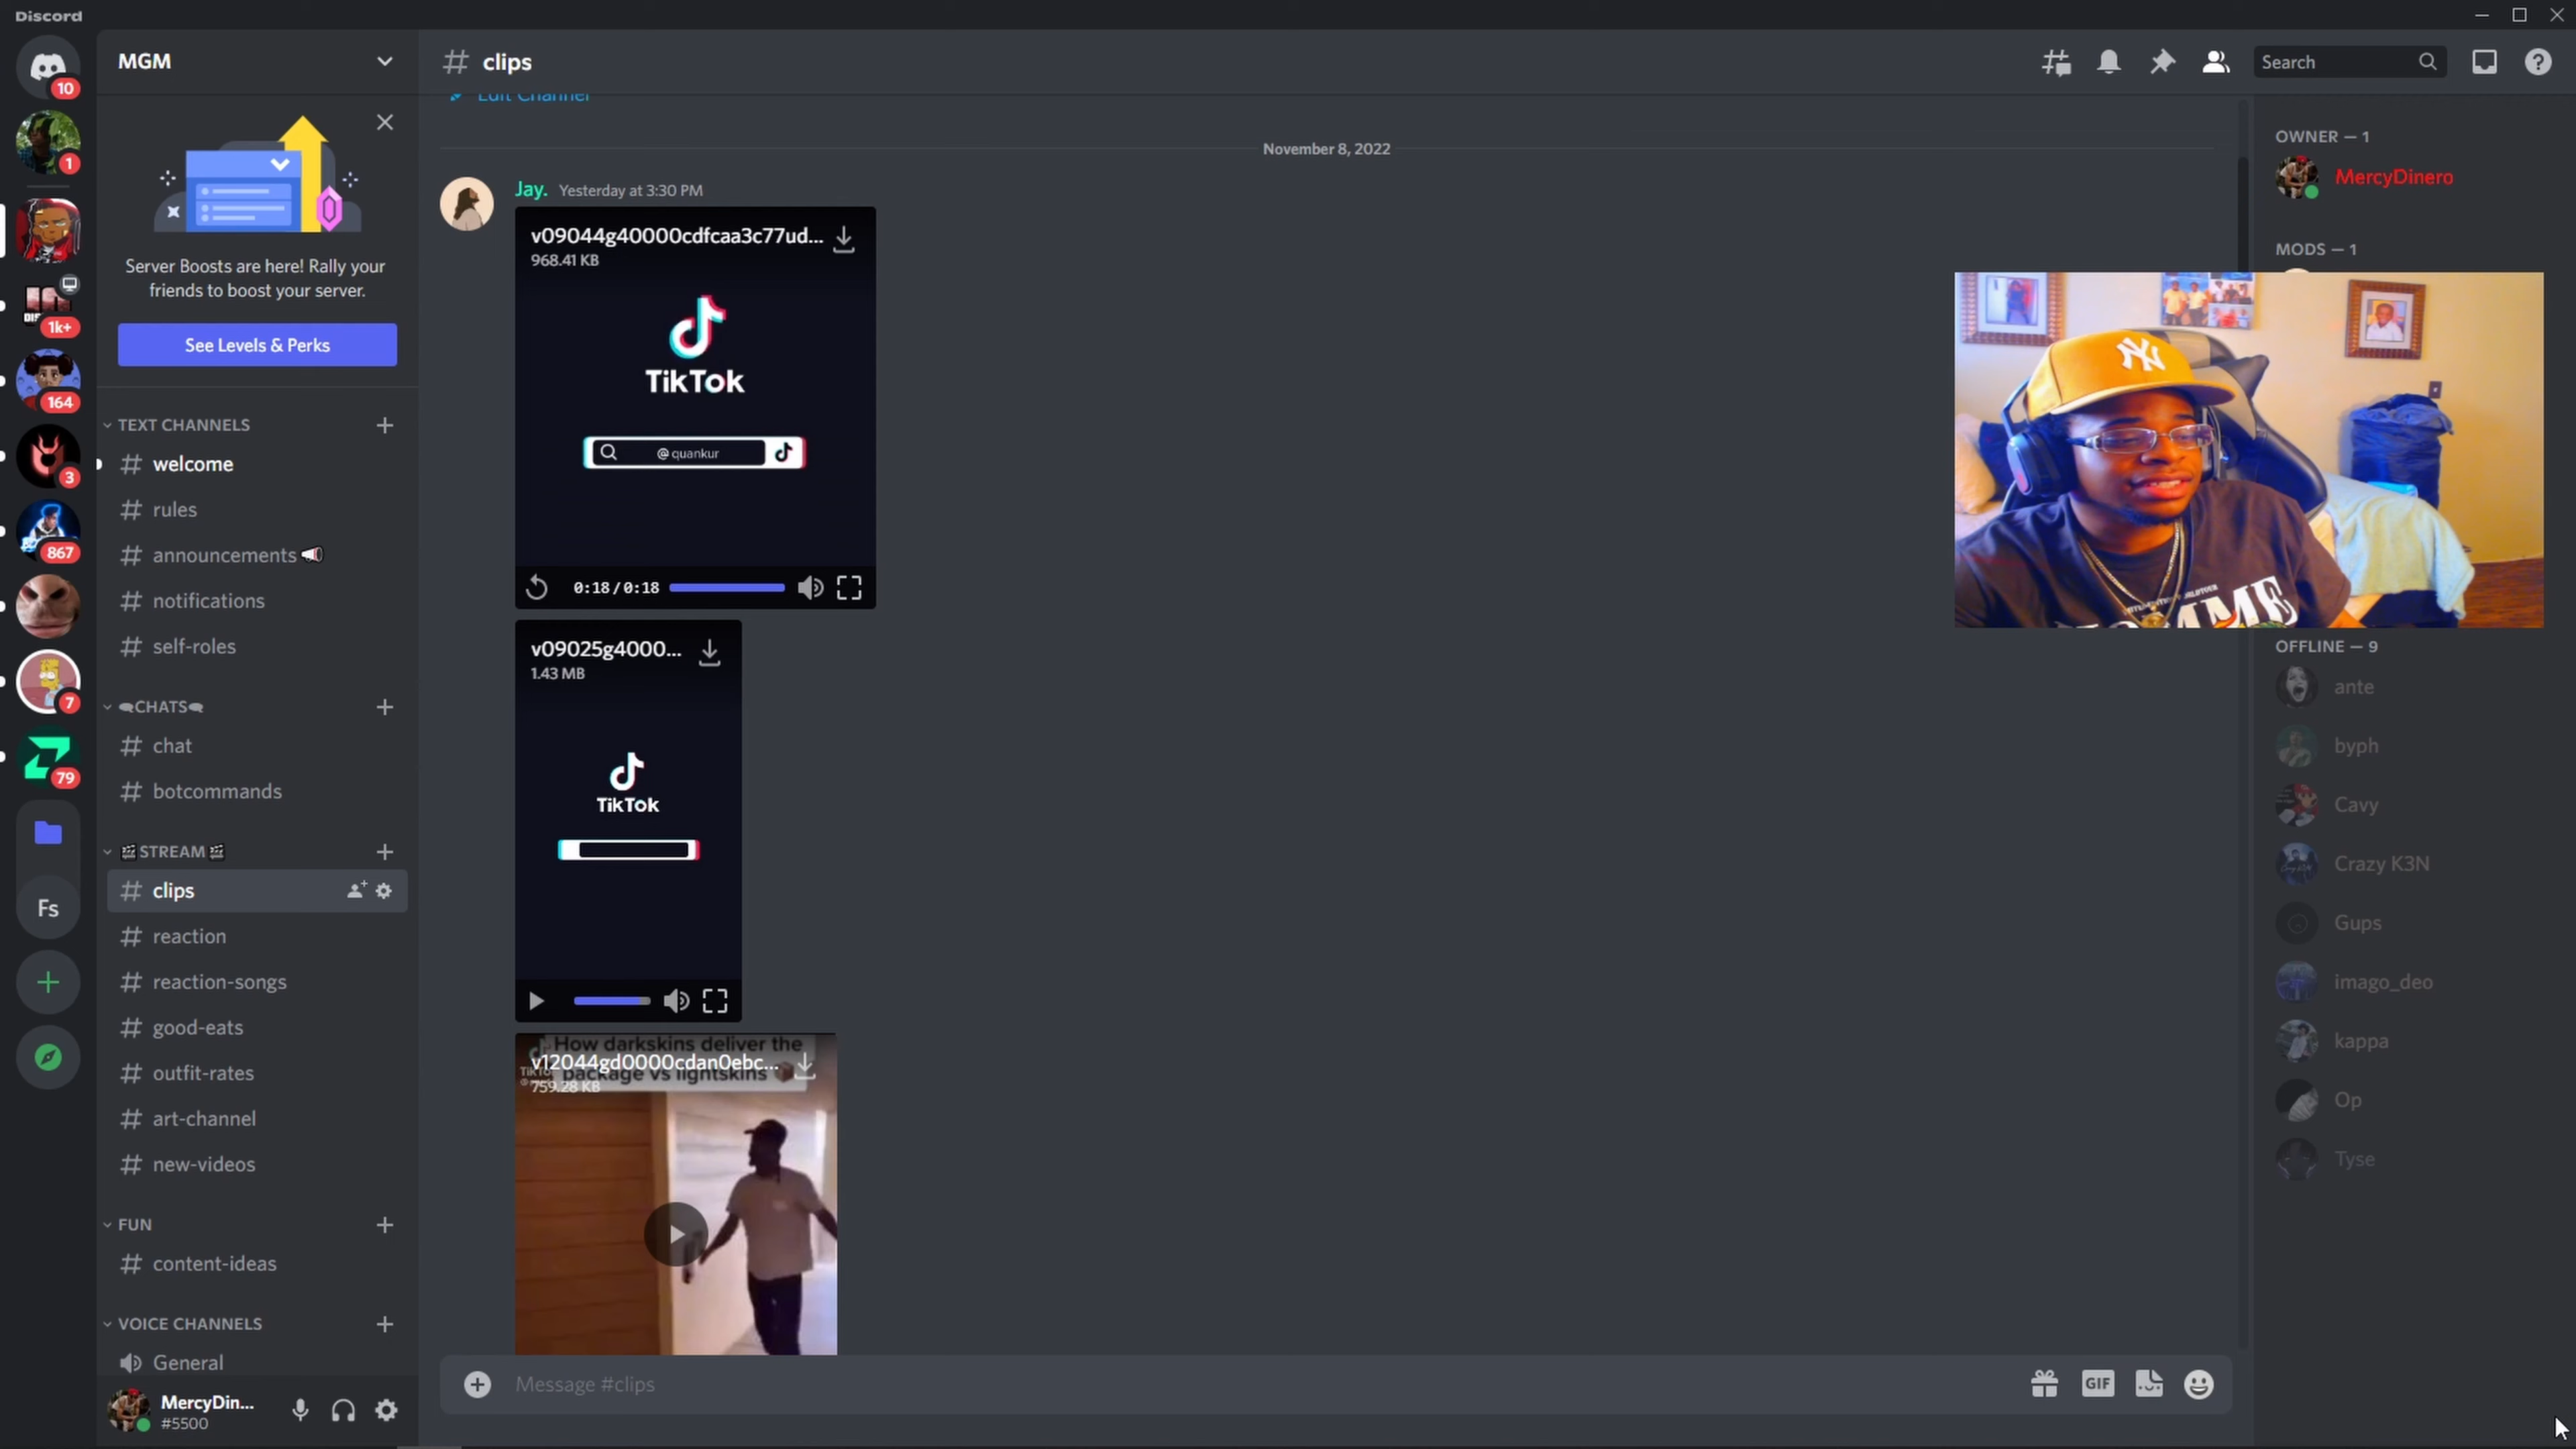 Discord
MGM
clips
Search
Edit Channel
November 8, 2022
10
1
1k+
164
3
867
7
79
Fs
Server Boosts are here! Rally your
friends to boost your server.
See Levels & Perks
TEXT CHANNELS
welcome
rules
announcements
notifications
self-roles
CHATS
chat
botcommands
STREAM
clips
reaction
reaction-songs
good-eats
outfit-rates
art-channel
new-videos
FUN
content-ideas
VOICE CHANNELS
General
MercyDin...
#5500
Jay. Yesterday at 3:30 PM
v09044g40000cdfcaa3c77ud...
968.41 KB
TikTok
@quankur
0:18/0:18
v09025g4000...
1.43 MB
TikTok
How darkskins deliver the
v12044gd0000cdan0ebc...
package vs lightskins
759.28 KB
Message #clips
GIF
OWNER — 1
MercyDinero
MODS — 1
NY
OFFLINE — 9
ante
byph
Cavy
Crazy K3N
Gups
imago_deo
kappa
Op
Tyse